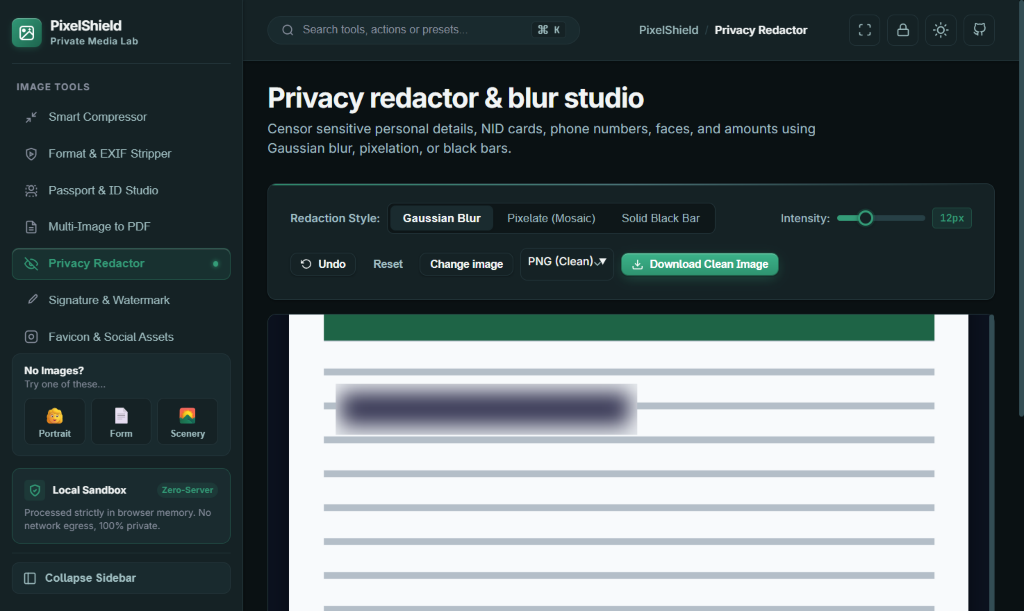 PixelShield
Private Media Lab
Search tools, actions or presets...
⌘ K
PixelShield / Privacy Redactor
IMAGE TOOLS
Smart Compressor
Format & EXIF Stripper
Passport & ID Studio
Multi-Image to PDF
Privacy Redactor
Signature & Watermark
Favicon & Social Assets
No Images?
Try one of these...
Portrait
Form
Scenery
Local Sandbox
Zero-Server
Processed strictly in browser memory. No
network egress, 100% private.
Collapse Sidebar
Privacy redactor & blur studio
Censor sensitive personal details, NID cards, phone numbers, faces, and amounts using
Gaussian blur, pixelation, or black bars.
Redaction Style:
Gaussian Blur
Pixelate (Mosaic)
Solid Black Bar
Intensity:
12px
Undo
Reset
Change image
PNG (Clean)
Download Clean Image